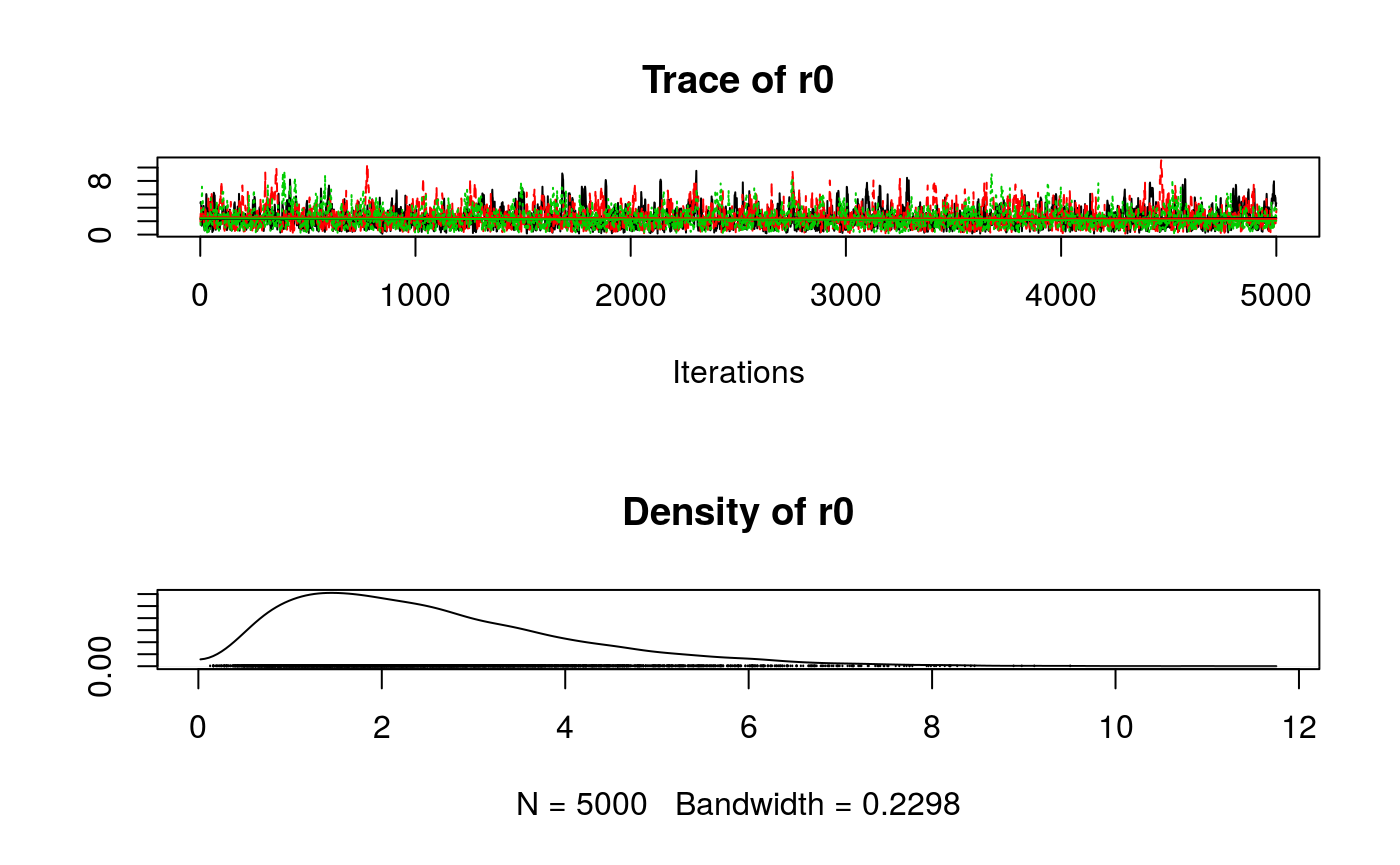 Trace of r0
8
0
0 1000 2000 3000 4000 5000
Iterations
Density of r0
0.00
0 2 4 6 8 10 12
N = 5000 Bandwidth = 0.2298